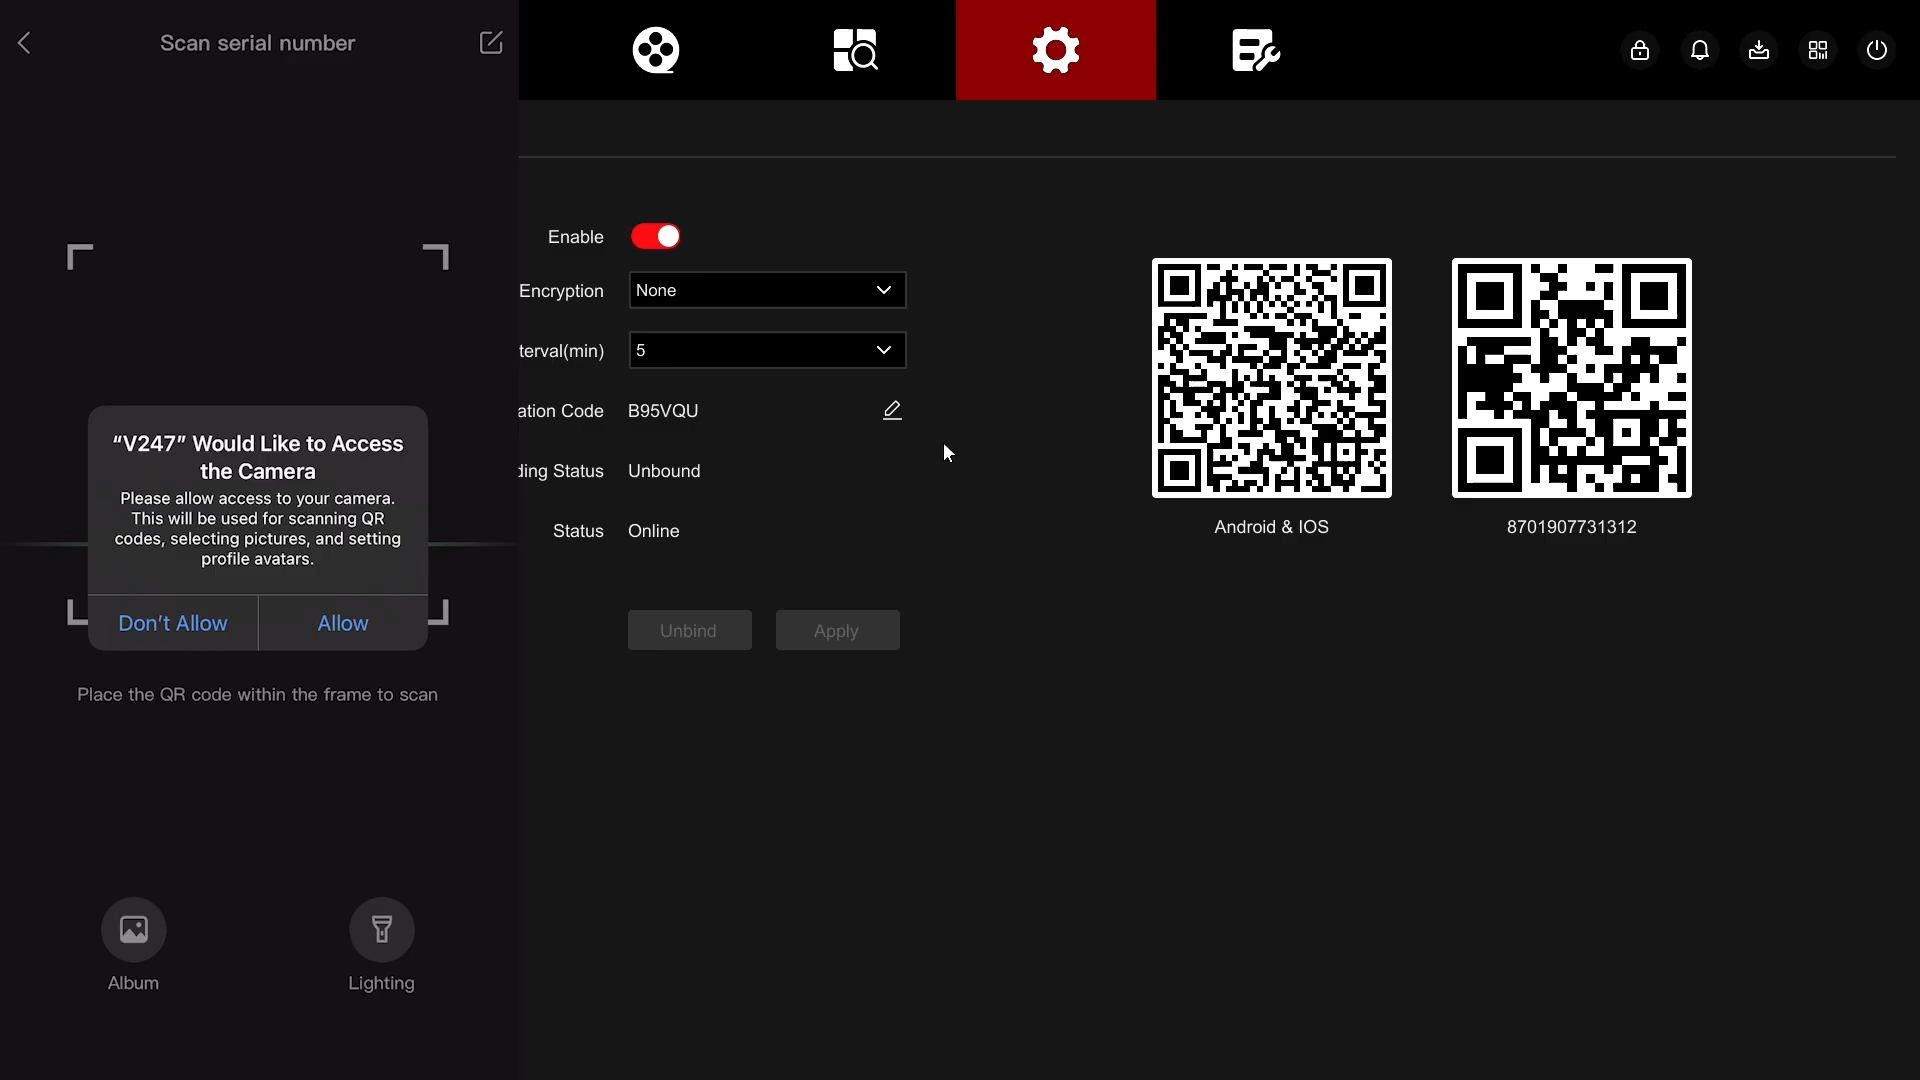 Scan serial number
“V247” Would Like to Access
the Camera
Please allow access to your camera.
This will be used for scanning QR
codes, selecting pictures, and setting
profile avatars.
Don’t Allow
Allow
Place the QR code within the frame to scan
Album
Lighting
Enable
Encryption
None
terval(min)
5
ation Code
B95VQU
ding Status
Unbound
Status
Online
Unbind
Apply
Android & IOS
8701907731312